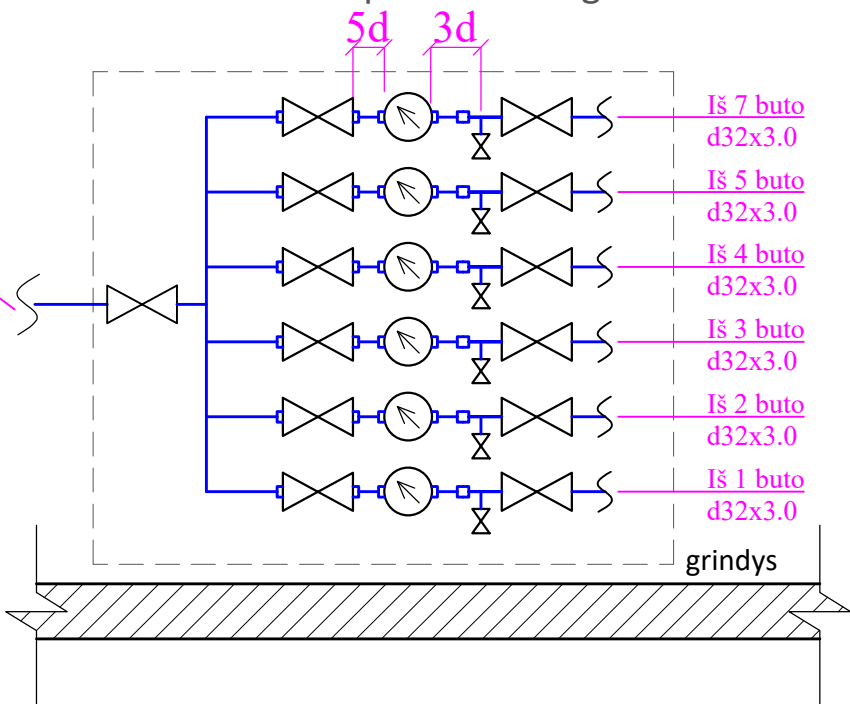 5d
3d
Iš 7 buto
d32x3.0
Iš 5 buto
d32x3.0
Iš 4 buto
d32x3.0
Iš 3 buto
d32x3.0
Iš 2 buto
d32x3.0
Iš 1 buto
d32x3.0
grindys